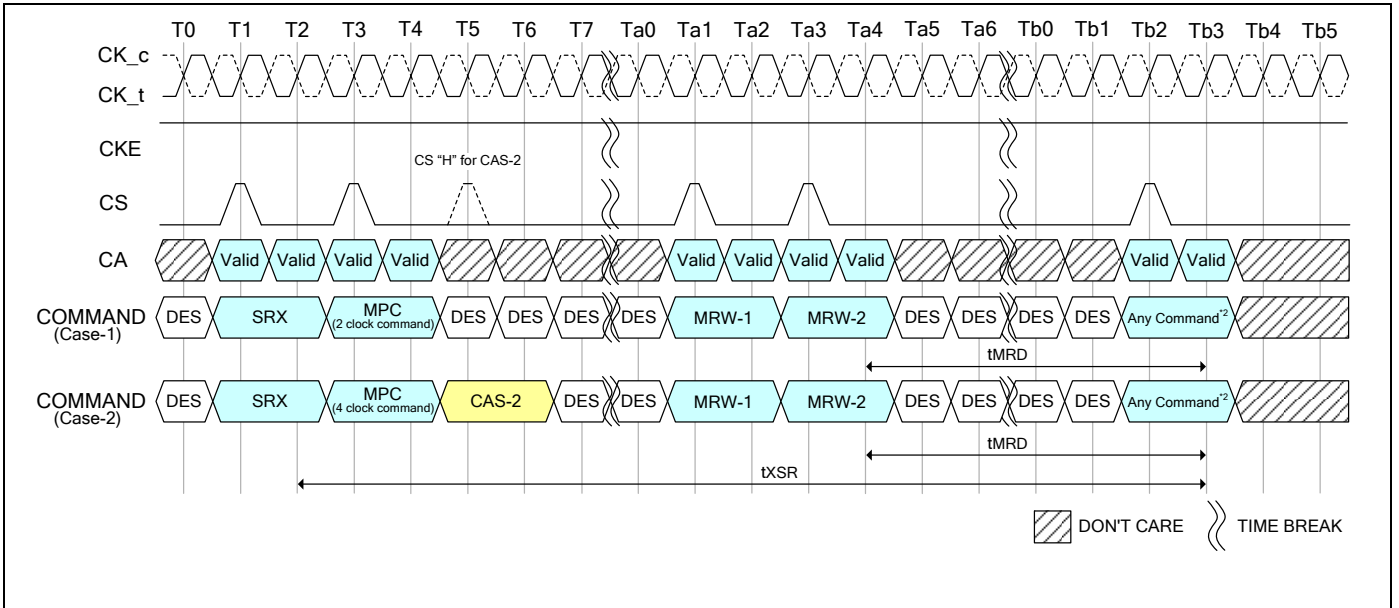 T0 T1 T2 T3 T4 T5 T6 T7 Ta0 Ta1 Ta2 Ta3 Ta4 Ta5 Ta6 Tb0 Tb1 Tb2 Tb3 Tb4 Tb5
CK_c
CK_t
CKE
CS "H" for CAS-2
CS
CA Valid Valid Valid Valid Valid Valid Valid Valid Valid Valid
COMMAND (Case-1) DES SRX MPC (2 clock command) DES DES DES DES MRW-1 MRW-2 DES DES DES DES Any Command*2
tMRD
COMMAND (Case-2) DES SRX MPC (4 clock command) CAS-2 DES DES MRW-1 MRW-2 DES DES DES DES Any Command*2
tMRD
tXSR
DON'T CARE TIME BREAK